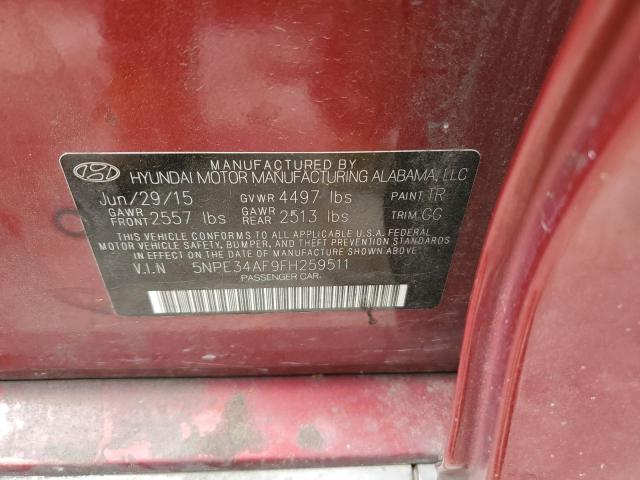 MANUFACTURED BY
HYUNDAI MOTOR MANUFACTURING ALABAMA, LLC
Jun/29/15 GVWR 4497 lbs PAINT TR
GAWR FRONT 2557 lbs GAWR REAR 2513 lbs TRIM GG
THIS VEHICLE CONFORMS TO ALL APPLICABLE U.S.A. FEDERAL
MOTOR VEHICLE SAFETY, BUMPER, AND THEFT PREVENTION
STANDARDS IN EFFECT ON THE DATE OF MANUFACTURE SHOWN ABOVE.
V.I.N 5NPE34AF9FH259511
PASSENGER CAR